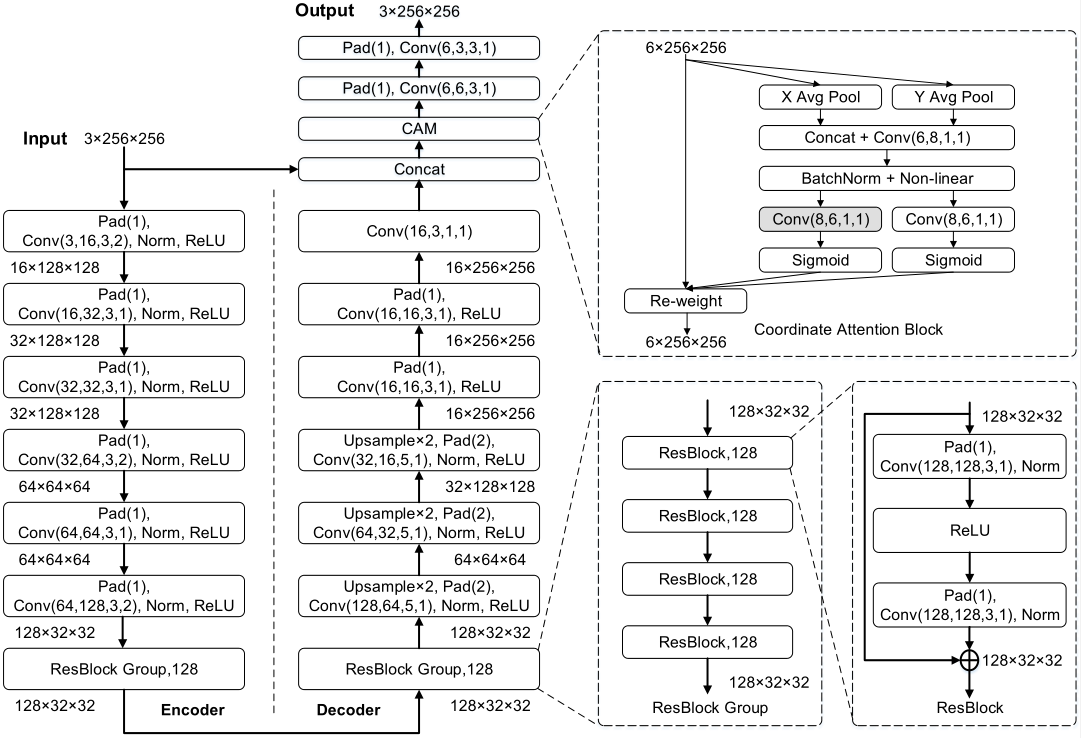 Input 3×256×256
Pad(1),
Conv(3,16,3,2), Norm, ReLU
16×128×128
Pad(1),
Conv(16,32,3,1), Norm, ReLU
32×128×128
Pad(1),
Conv(32,32,3,1), Norm, ReLU
32×128×128
Pad(1),
Conv(32,64,3,2), Norm, ReLU
64×64×64
Pad(1),
Conv(64,64,3,1), Norm, ReLU
64×64×64
Pad(1),
Conv(64,128,3,2), Norm, ReLU
128×32×32
ResBlock Group,128
128×32×32
Encoder
Output 3×256×256
Pad(1), Conv(6,3,3,1)
Pad(1), Conv(6,6,3,1)
CAM
Concat
Conv(16,3,1,1)
16×256×256
Pad(1),
Conv(16,16,3,1), ReLU
16×256×256
Pad(1),
Conv(16,16,3,1), ReLU
16×256×256
Upsample×2, Pad(2),
Conv(32,16,5,1), Norm, ReLU
32×128×128
Upsample×2, Pad(2),
Conv(64,32,5,1), Norm, ReLU
64×64×64
Upsample×2, Pad(2),
Conv(128,64,5,1), Norm, ReLU
128×32×32
ResBlock Group,128
Decoder
128×32×32
6×256×256
X Avg Pool
Y Avg Pool
Concat + Conv(6,8,1,1)
BatchNorm + Non-linear
Conv(8,6,1,1)
Conv(8,6,1,1)
Sigmoid
Sigmoid
Re-weight
Coordinate Attention Block
6×256×256
128×32×32
ResBlock,128
ResBlock,128
ResBlock,128
ResBlock,128
128×32×32
ResBlock Group
128×32×32
Pad(1),
Conv(128,128,3,1), Norm
ReLU
Pad(1),
Conv(128,128,3,1), Norm
128×32×32
ResBlock